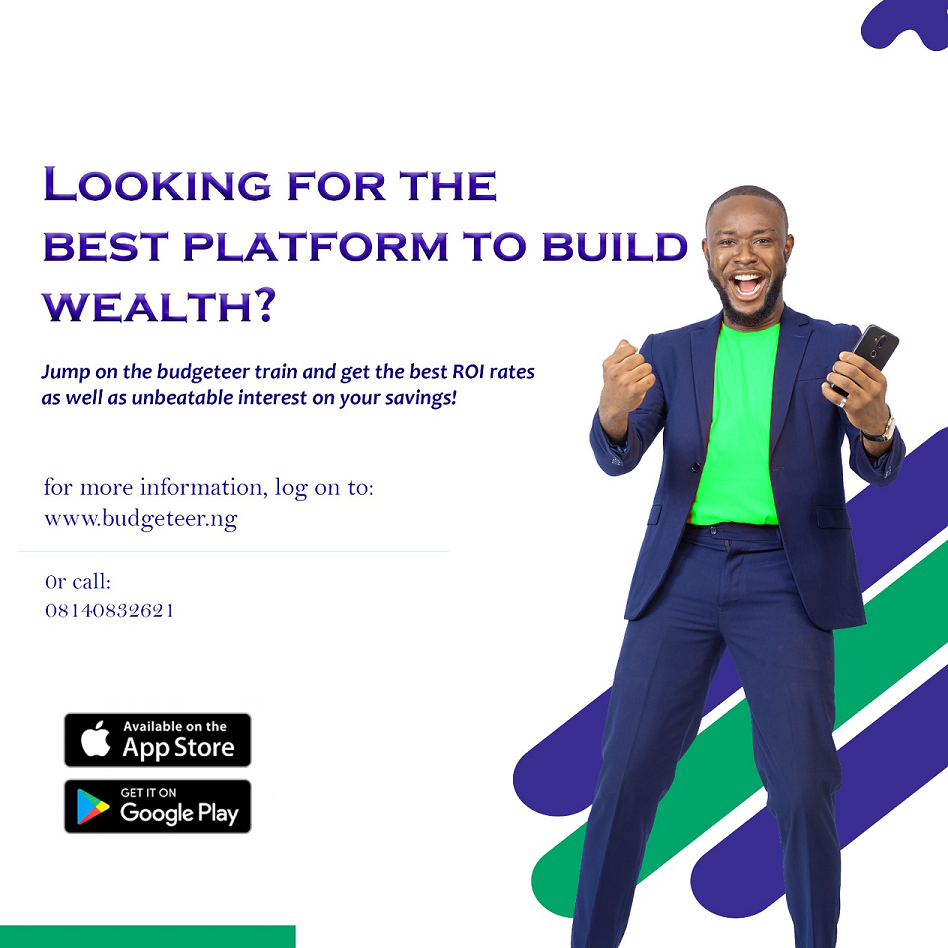 Looking for the
best platform to build
wealth?
Jump on the budgeteer train and get the best ROI rates
as well as unbeatable interest on your savings!
for more information, log on to:
www.budgeteer.ng
Or call:
08140832621
Available on the
App Store
GET IT ON
Google Play